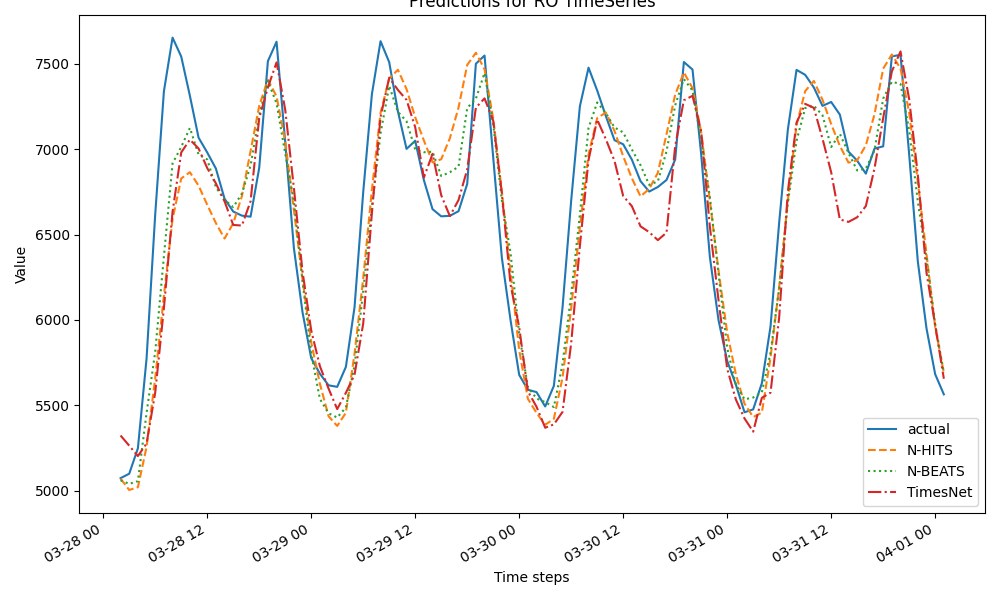 Predictions for RO TimeSeries
Value
7500
7000
6500
6000
5500
5000
03-28 00
03-28 12
03-29 00
03-29 12
03-30 00
03-30 12
03-31 00
03-31 12
04-01 00
Time steps
actual
N-HITS
N-BEATS
TimesNet